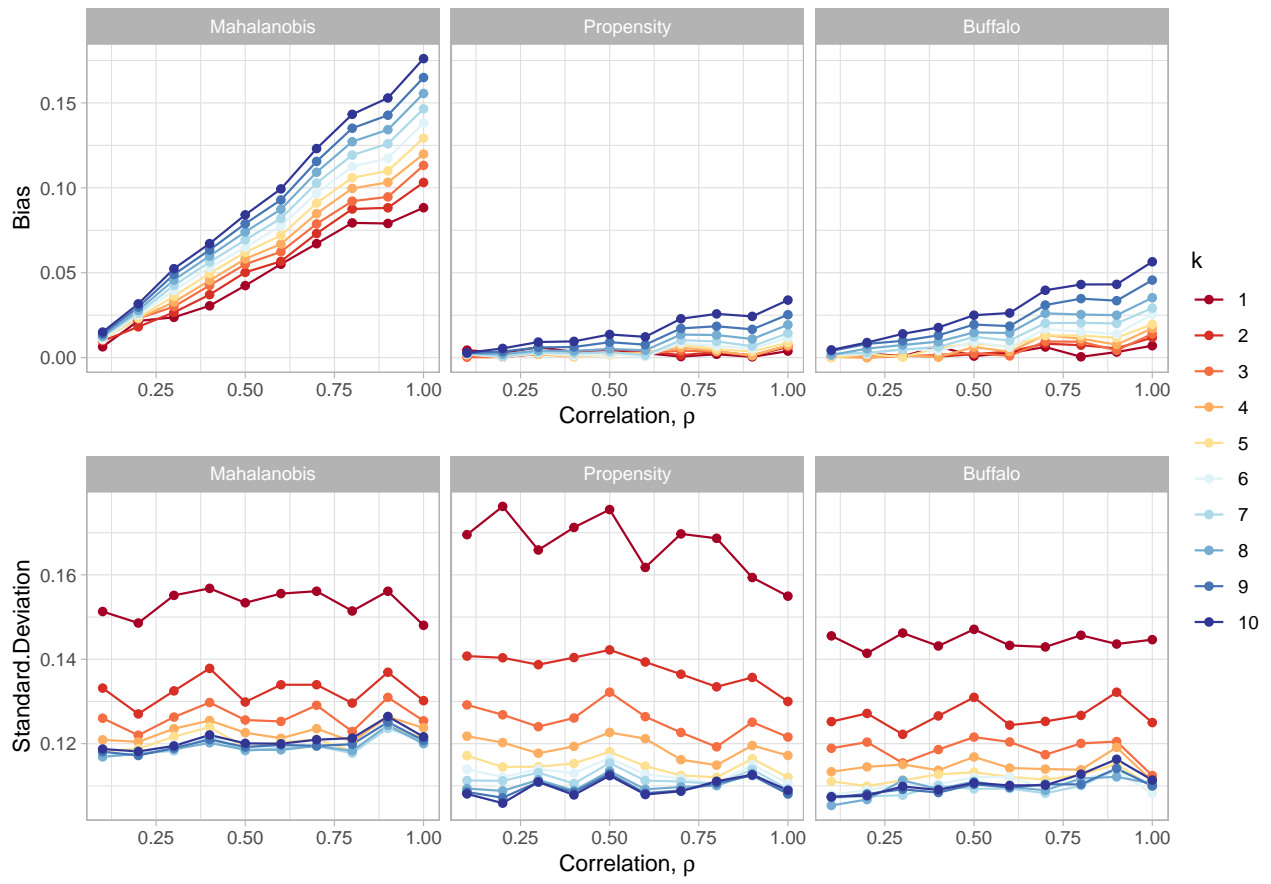 Mahalanobis Propensity Buffalo
0.15
0.10
0.05
0.00
Bias
0.25 0.50 0.75 1.00 0.25 0.50 0.75 1.00 0.25 0.50 0.75 1.00
Correlation, ρ
Mahalanobis Propensity Buffalo
0.16
0.14
0.12
Standard.Deviation
0.25 0.50 0.75 1.00 0.25 0.50 0.75 1.00 0.25 0.50 0.75 1.00
Correlation, ρ
k
1
2
3
4
5
6
7
8
9
10